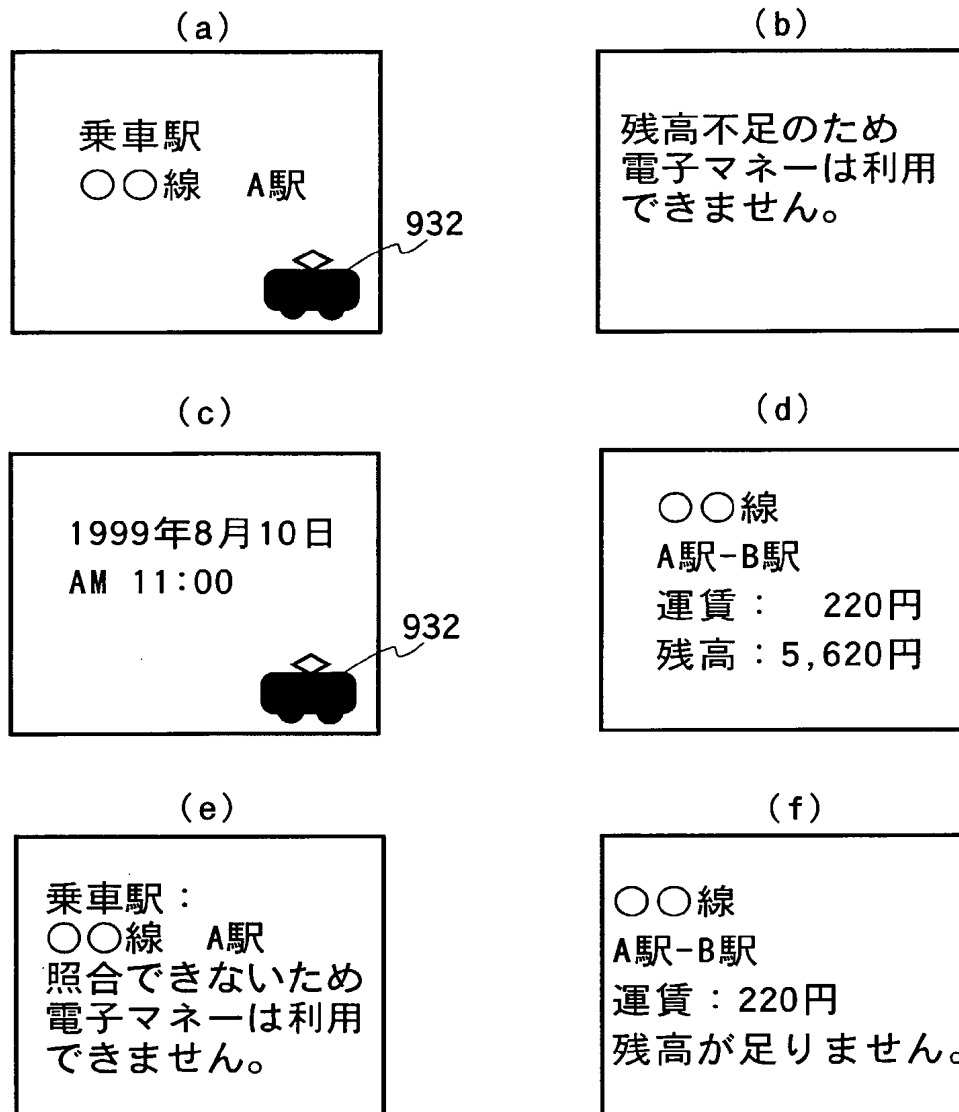 (a)
乗車駅
○○線　A駅
932
(b)
残高不足のため
電子マネーは利用
できません。
(c)
1999年8月10日
AM 11:00
932
(d)
○○線
A駅-B駅
運賃：　220円
残高：5,620円
(e)
乗車駅：
○○線　A駅
照合できないため
電子マネーは利用
できません。
(f)
○○線
A駅-B駅
運賃：220円
残高が足りません。